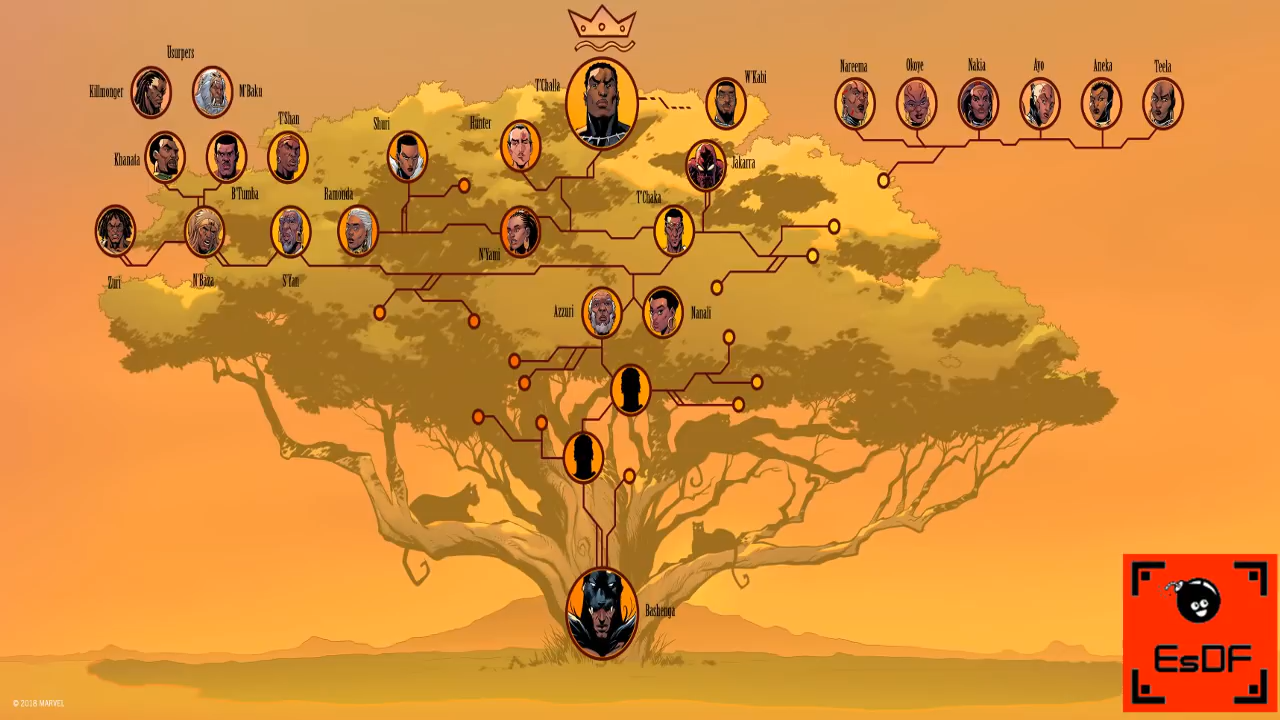 Usurpers
Killmonger
M'Baku
T'Challa
W'Kabi
Nareema
Okoye
Nakia
Ayo
Aneka
Teela
T'Shan
Shuri
Hunter
Khanata
Jakarra
B'Tumba
Ramonda
T'Chaka
N'Yami
Zuri
N'Baza
S'Yan
Azzuri
Nanali
Bashenga
EsDF
© 2018 MARVEL